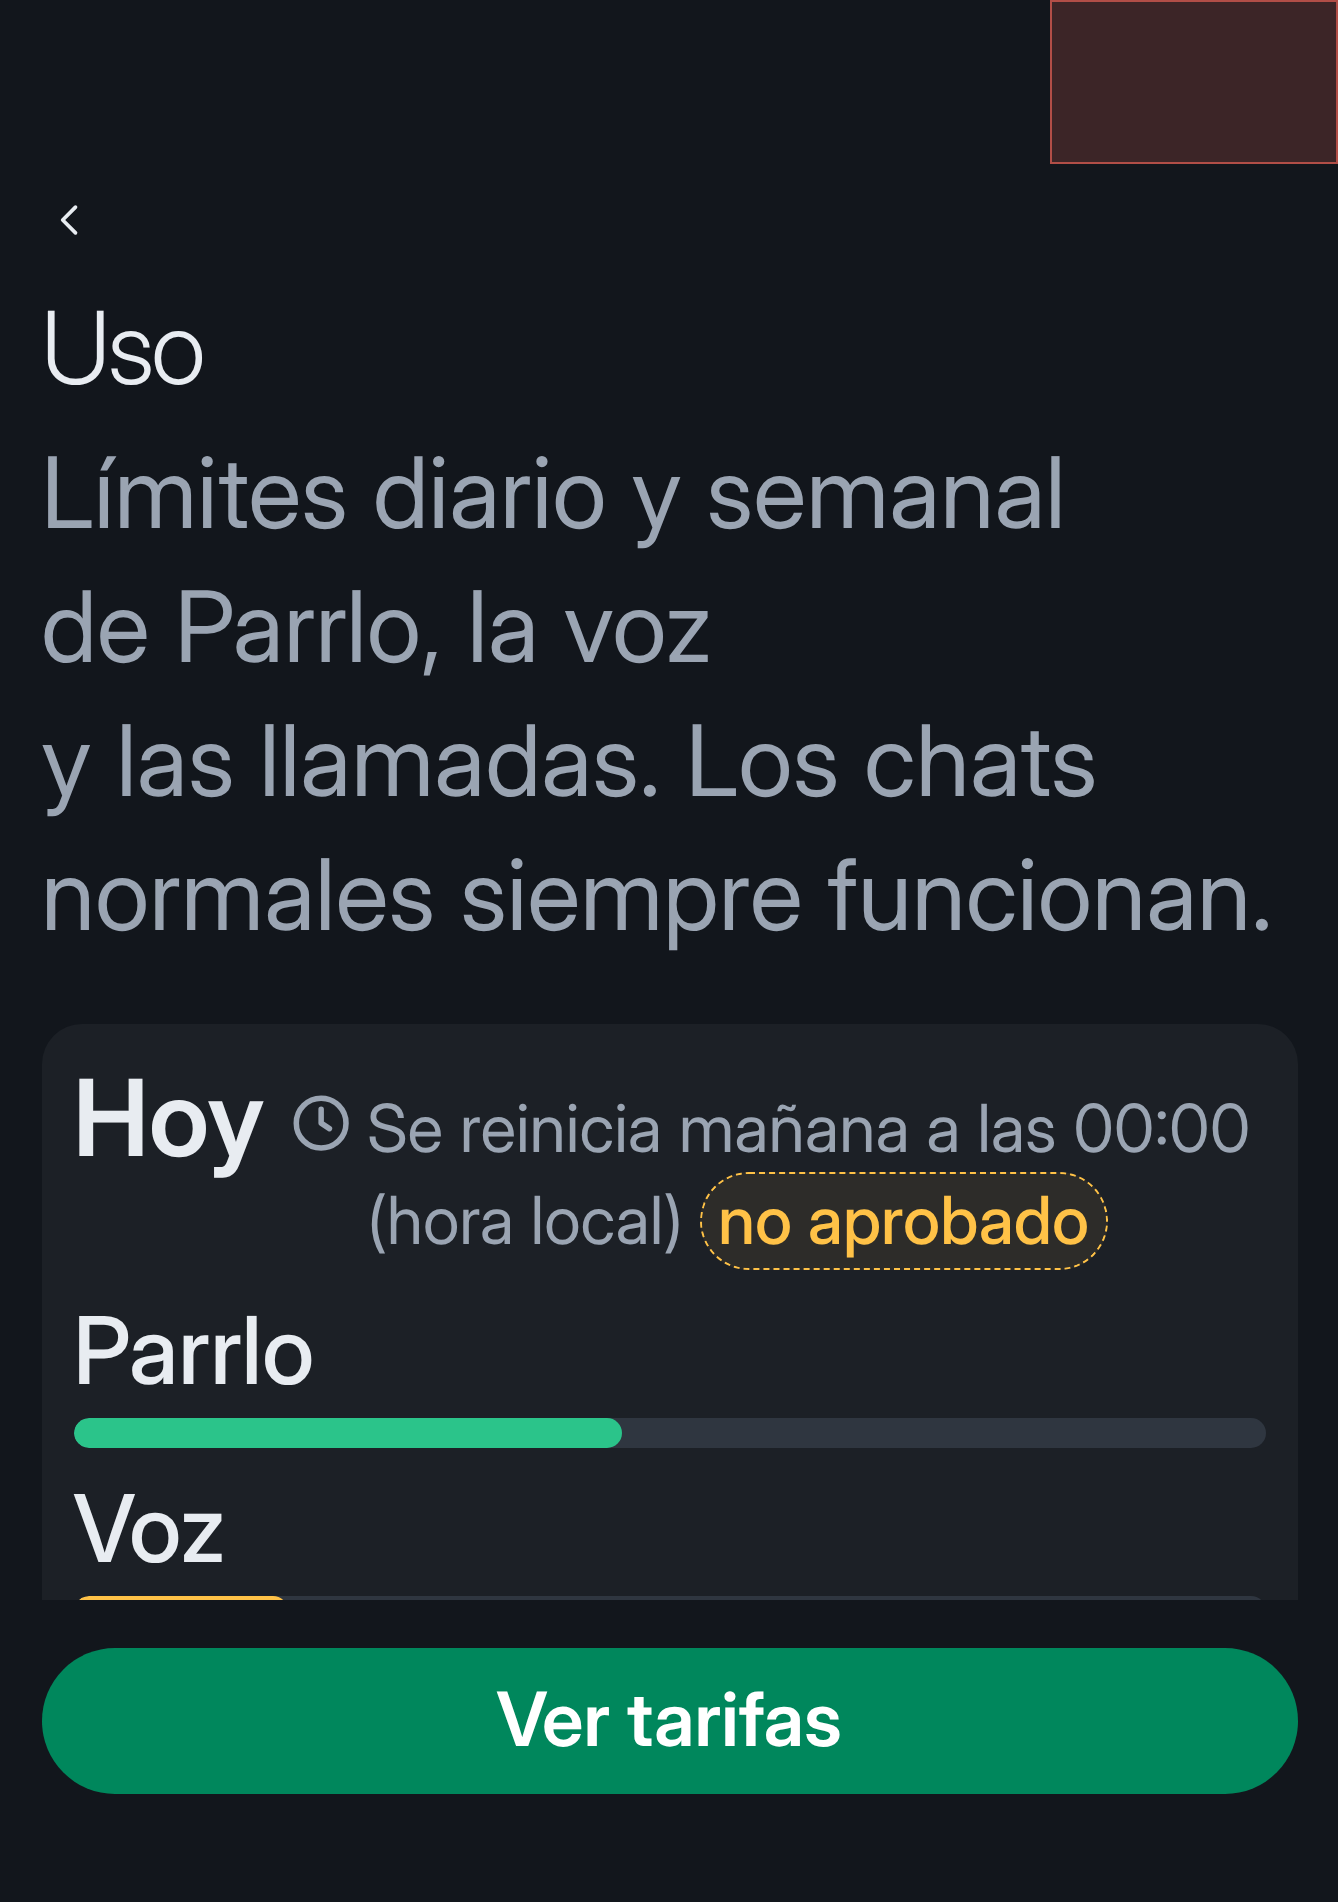 Uso
Límites diario y semanal
de Parrlo, la voz
y las llamadas. Los chats
normales siempre funcionan.
Hoy Se reinicia mañana a las 00:00
(hora local) no aprobado
Parrlo
Voz
Ver tarifas